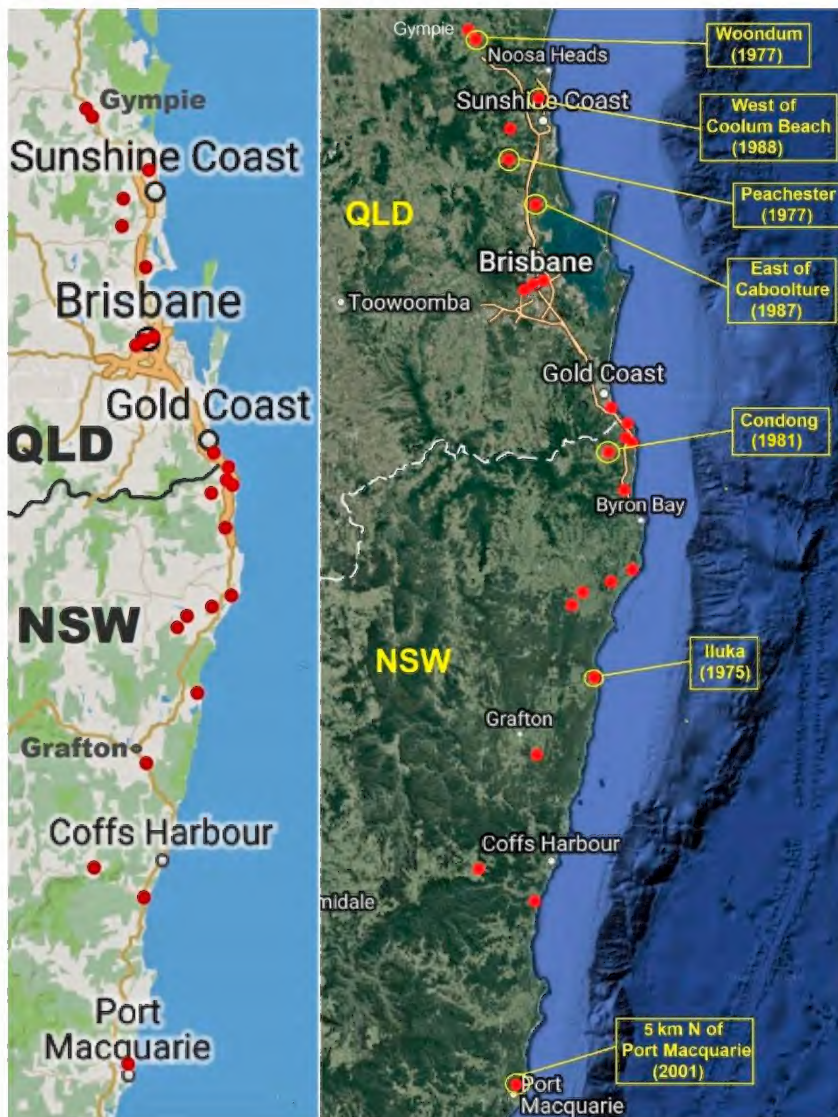 Gympie
Sunshine Coast
Brisbane
Gold Coast
QLD
NSW
Grafton
Coffs Harbour
Port
Macquarie
Gympie
Noosa Heads
Sunshine Coast
QLD
Brisbane
Toowoomba
Gold Coast
Byron Bay
NSW
Grafton
Coffs Harbour
midale
Port
Macquarie
Woondum
(1977)
West of
Coolum Beach
(1988)
Peachester
(1977)
East of
Caboolture
(1987)
Condong
(1981)
Iluka
(1975)
5 km N of
Port Macquarie
(2001)